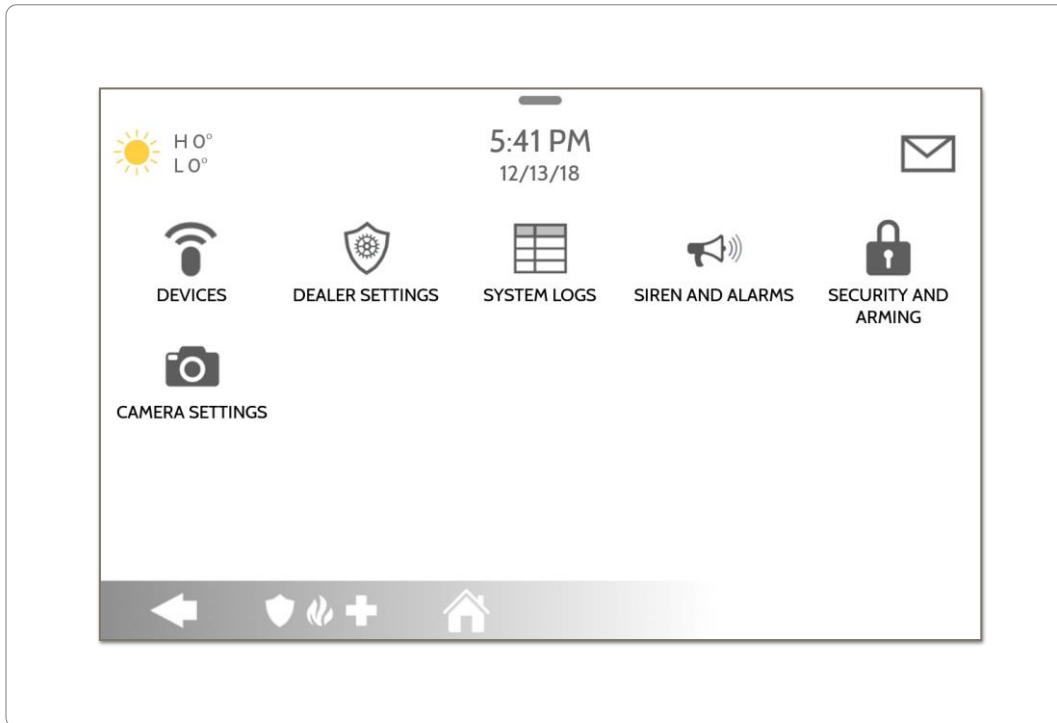 H 0°
L 0°
5:41 PM
12/13/18
DEVICES
DEALER SETTINGS
SYSTEM LOGS
SIREN AND ALARMS
SECURITY AND
ARMING
CAMERA SETTINGS